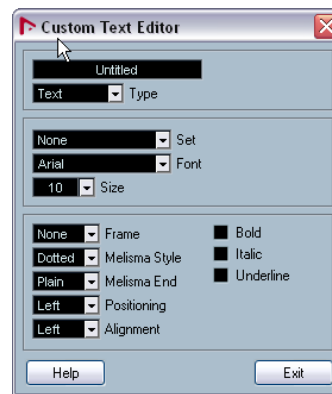 Custom Text Editor
Untitled
Text Type
None Set
Arial Font
10 Size
None Frame Bold
Dotted Melisma Style Italic
Plain Melisma End Underline
Left Positioning
Left Alignment
Help Exit